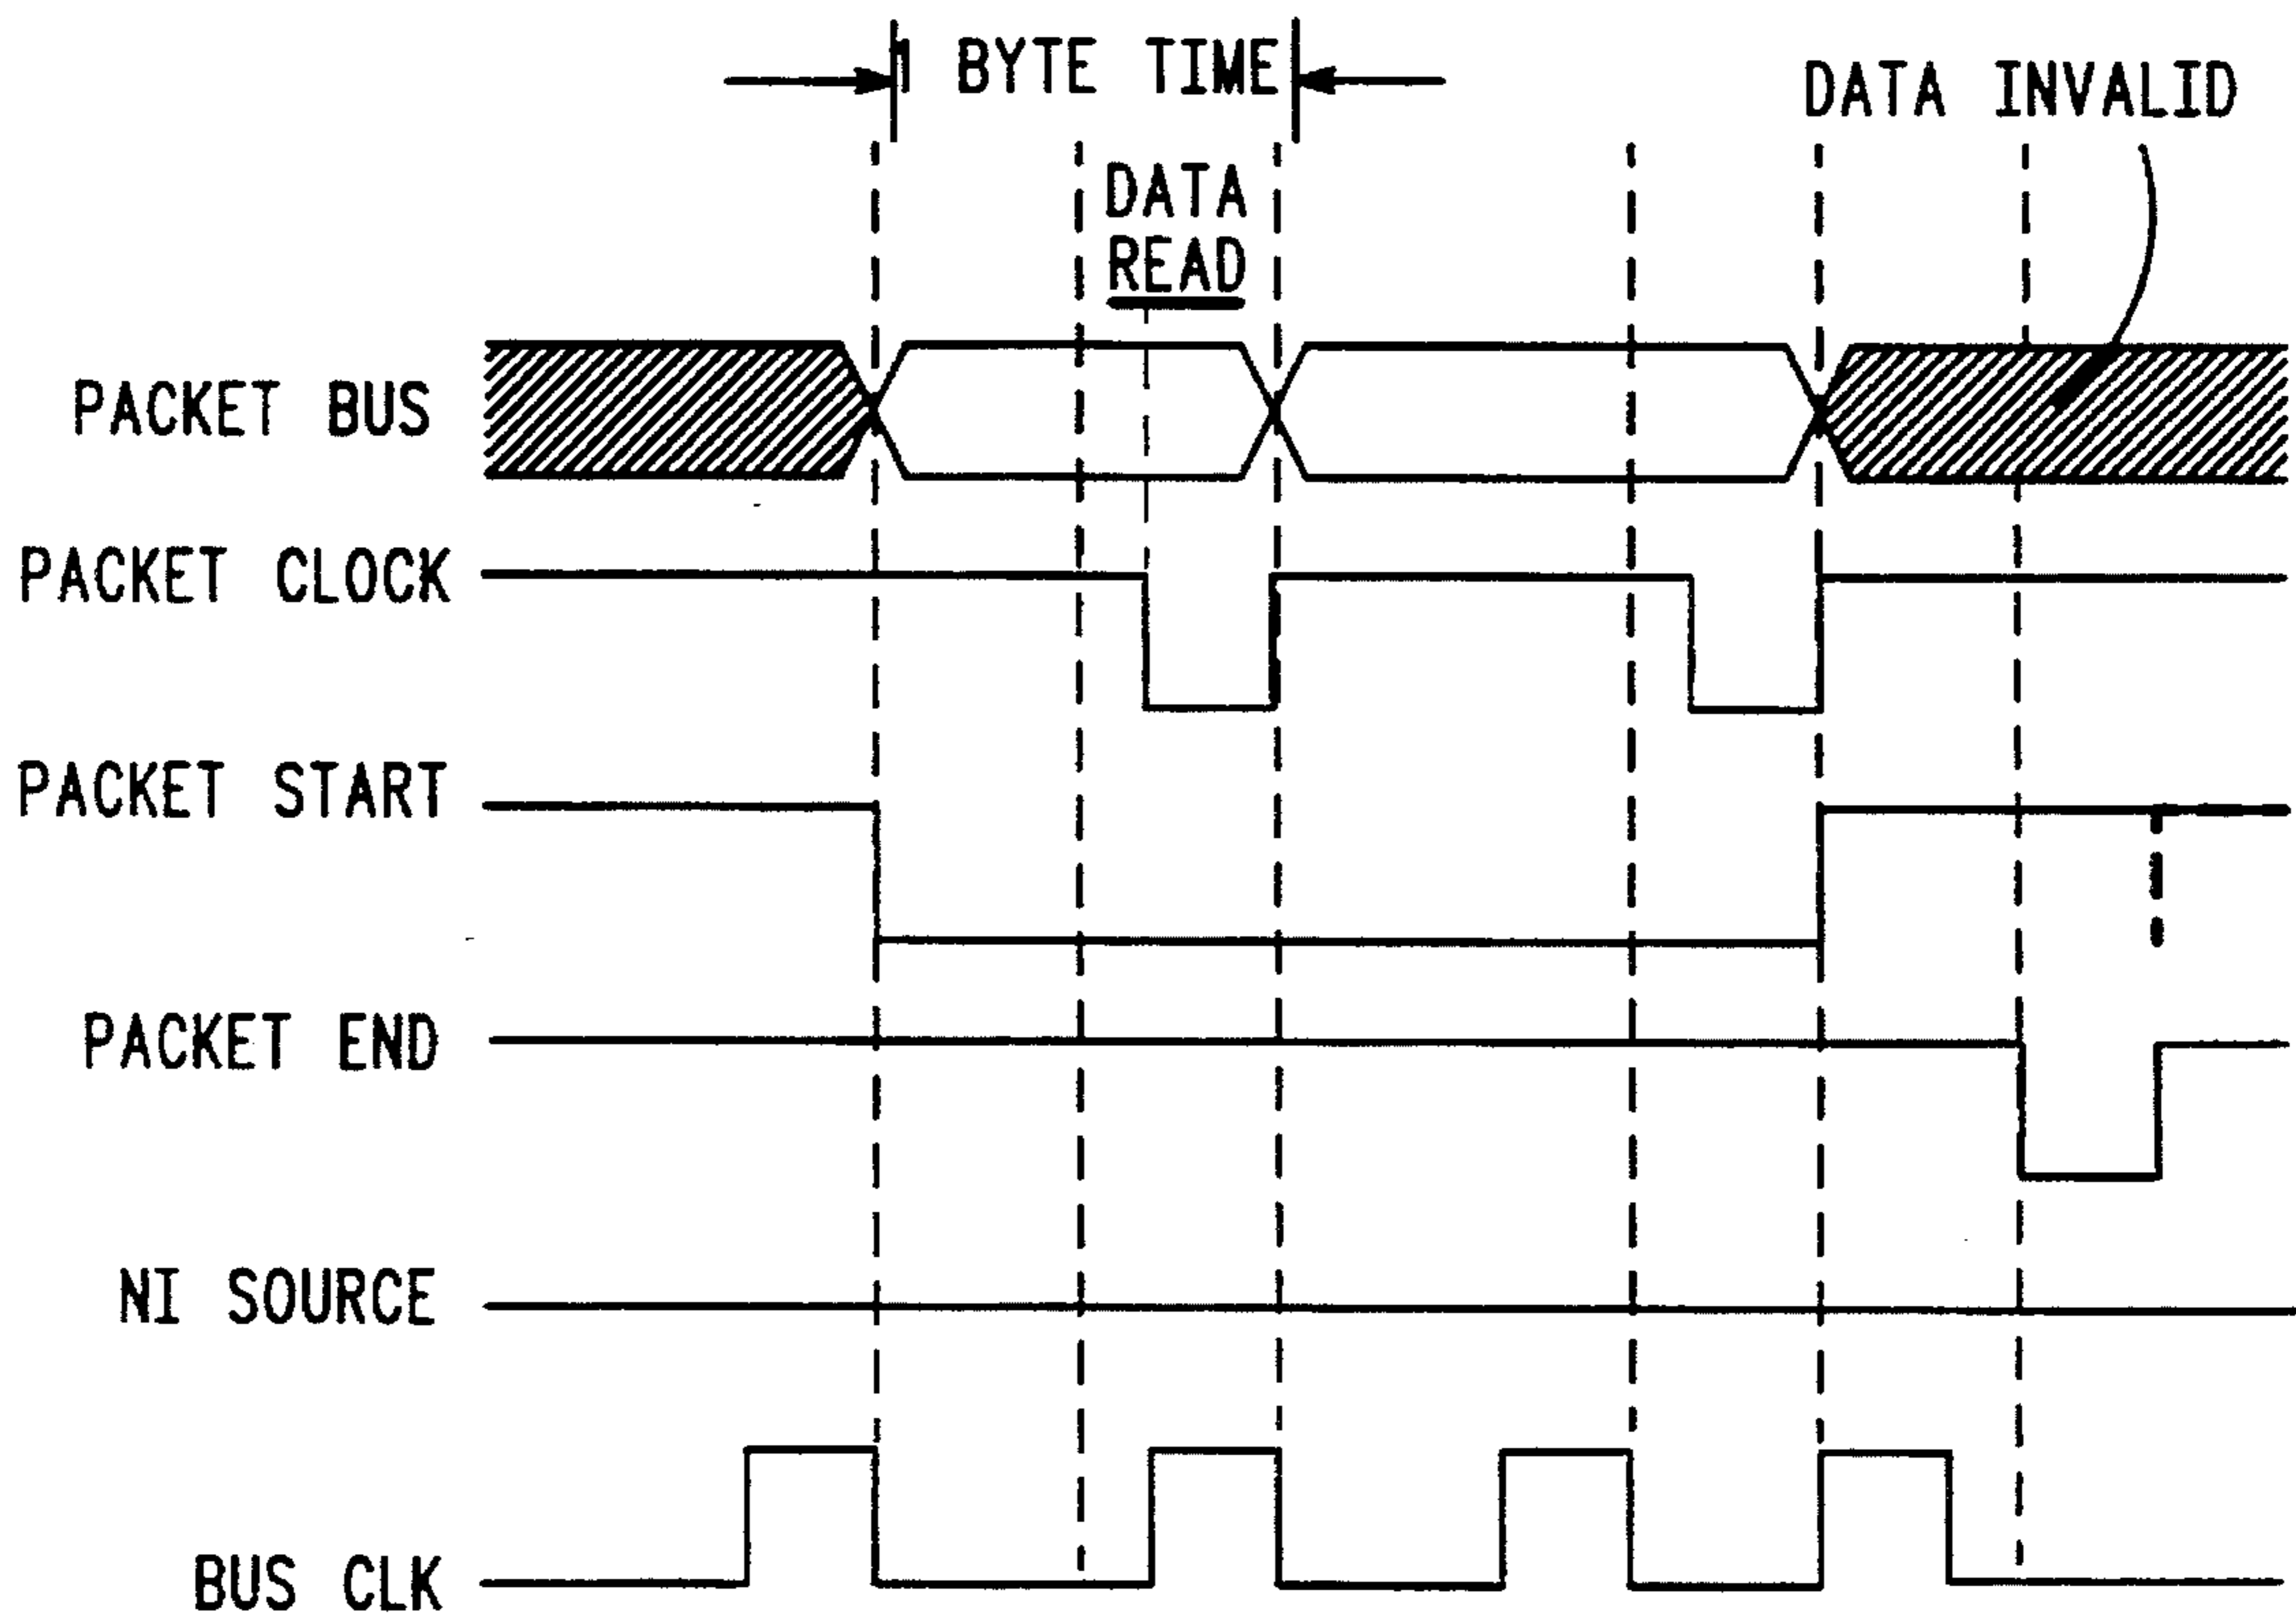 1 BYTE TIME
DATA INVALID
DATA
READ
PACKET BUS
PACKET CLOCK
PACKET START
PACKET END
NI SOURCE
BUS CLK